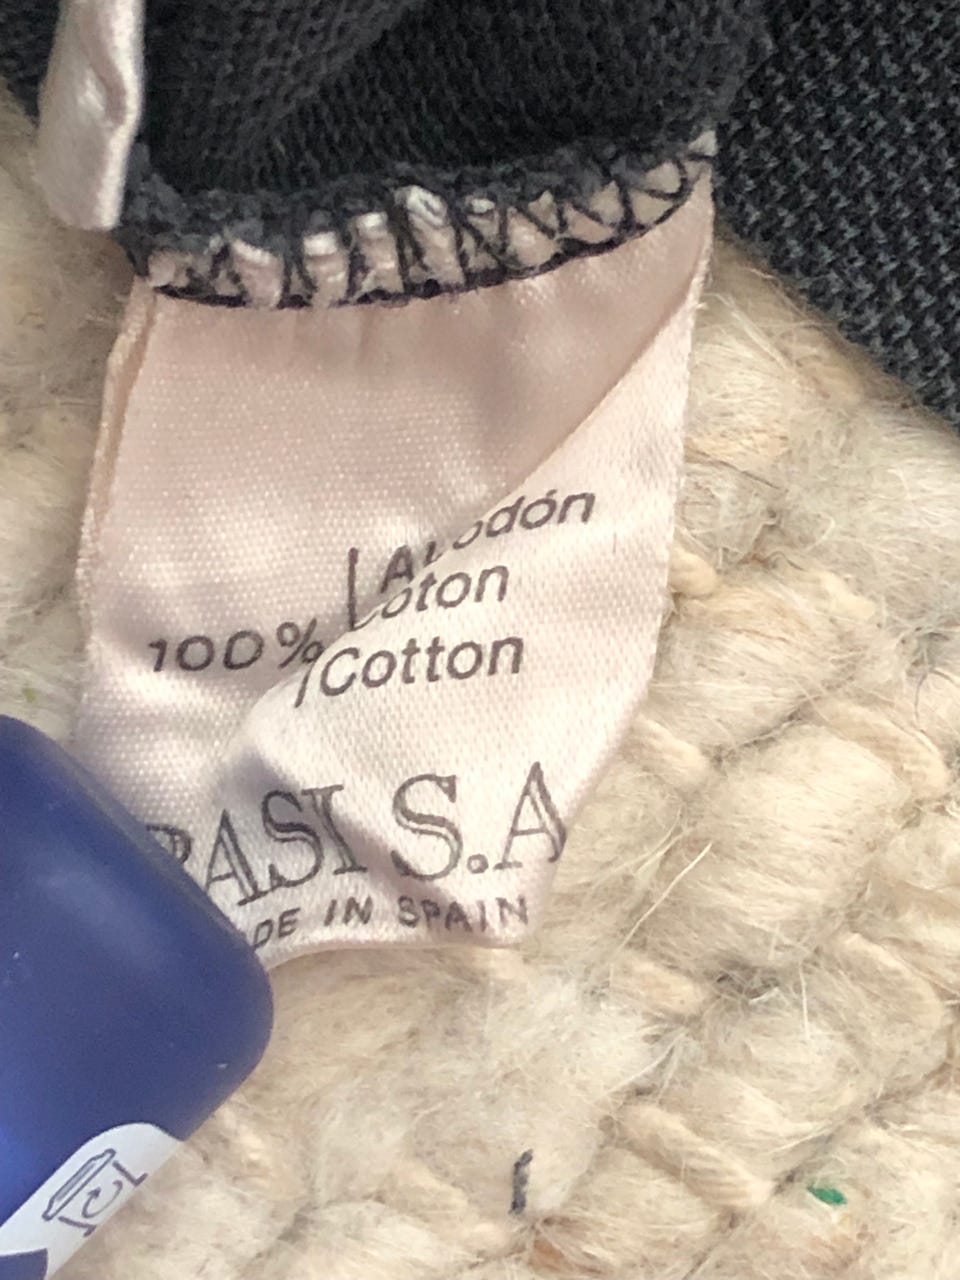 Algodón
Coton
100% Cotton
S.A
IN SPAIN